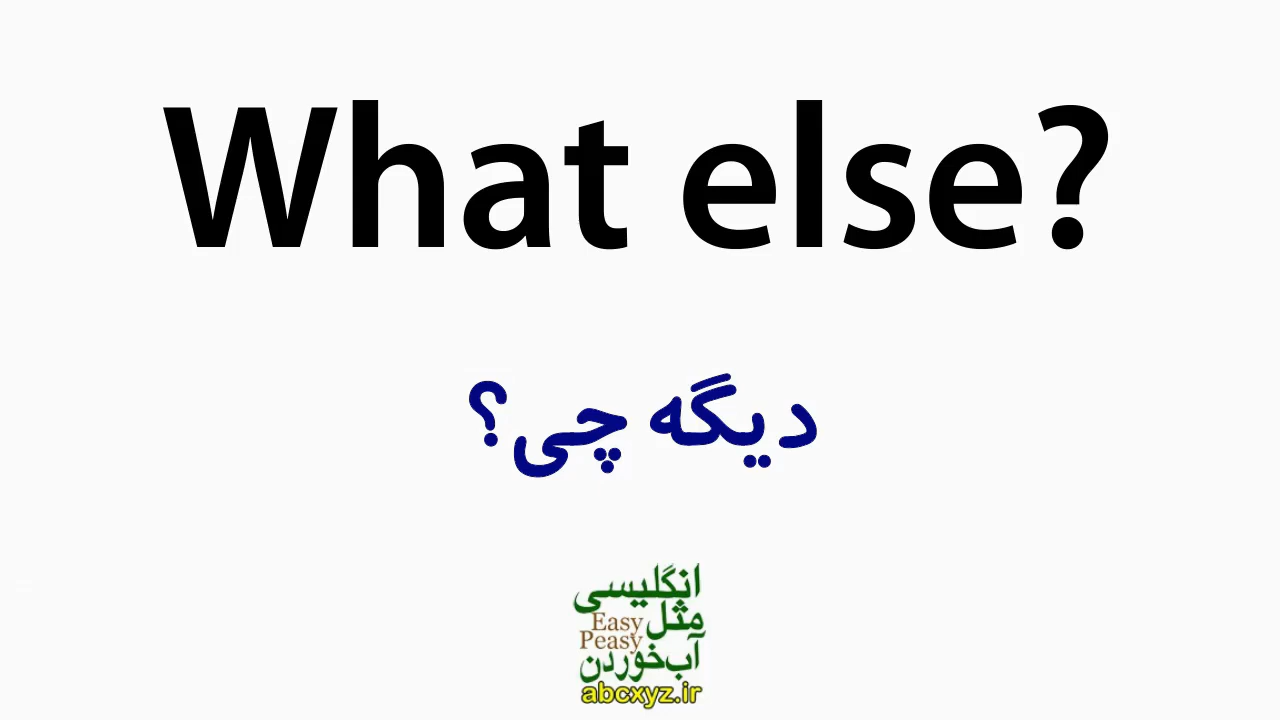 What else?
دیگه چی؟
انگلیسی
مثل
Easy
Peasy
آب‌خوردن
abcxyz.ir